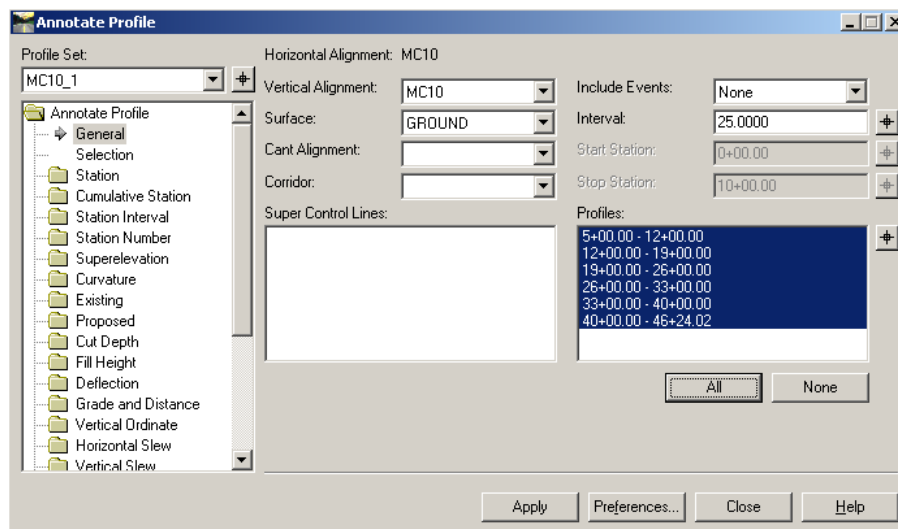 Annotate Profile
Profile Set:
MC10_1
Annotate Profile
General
Selection
Station
Cumulative Station
Station Interval
Station Number
Superelevation
Curvature
Existing
Proposed
Cut Depth
Fill Height
Deflection
Grade and Distance
Vertical Ordinate
Horizontal Slew
Vertical Slew
Horizontal Alignment: MC10
Vertical Alignment: MC10
Surface: GROUND
Cant Alignment:
Corridor:
Super Control Lines:
Include Events: None
Interval: 25.0000
Start Station: 0+00.00
Stop Station: 10+00.00
Profiles:
5+00.00 - 12+00.00
12+00.00 - 19+00.00
19+00.00 - 26+00.00
26+00.00 - 33+00.00
33+00.00 - 40+00.00
40+00.00 - 46+24.02
All None
Apply Preferences... Close Help